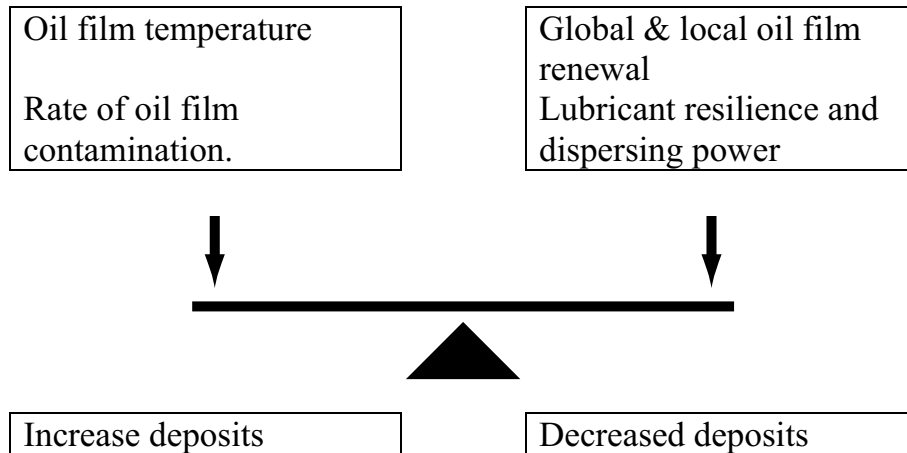 Oil film temperature
Rate of oil film
contamination.
Global & local oil film
renewal
Lubricant resilience and
dispersing power
Increase deposits
Decreased deposits